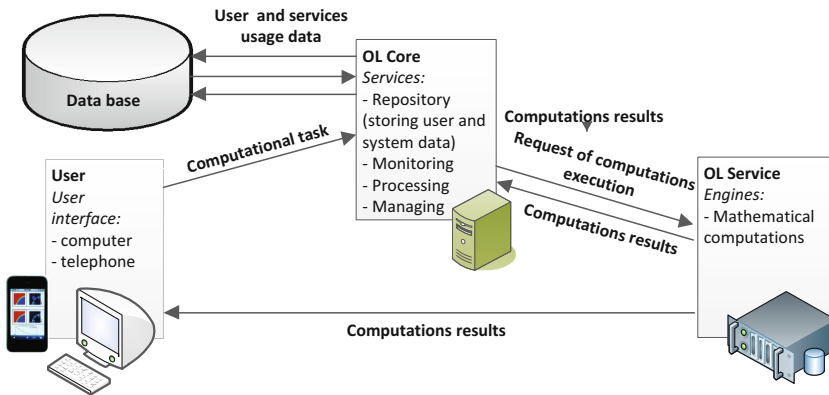 User and services
usage data
Data base
OL Core
Services:
- Repository
(storing user and
system data)
- Monitoring
- Processing
- Managing
Computational task
Computations results
Request of computations
execution
Computations results
User
User
interface:
- computer
- telephone
OL Service
Engines:
- Mathematical
computations
Computations results